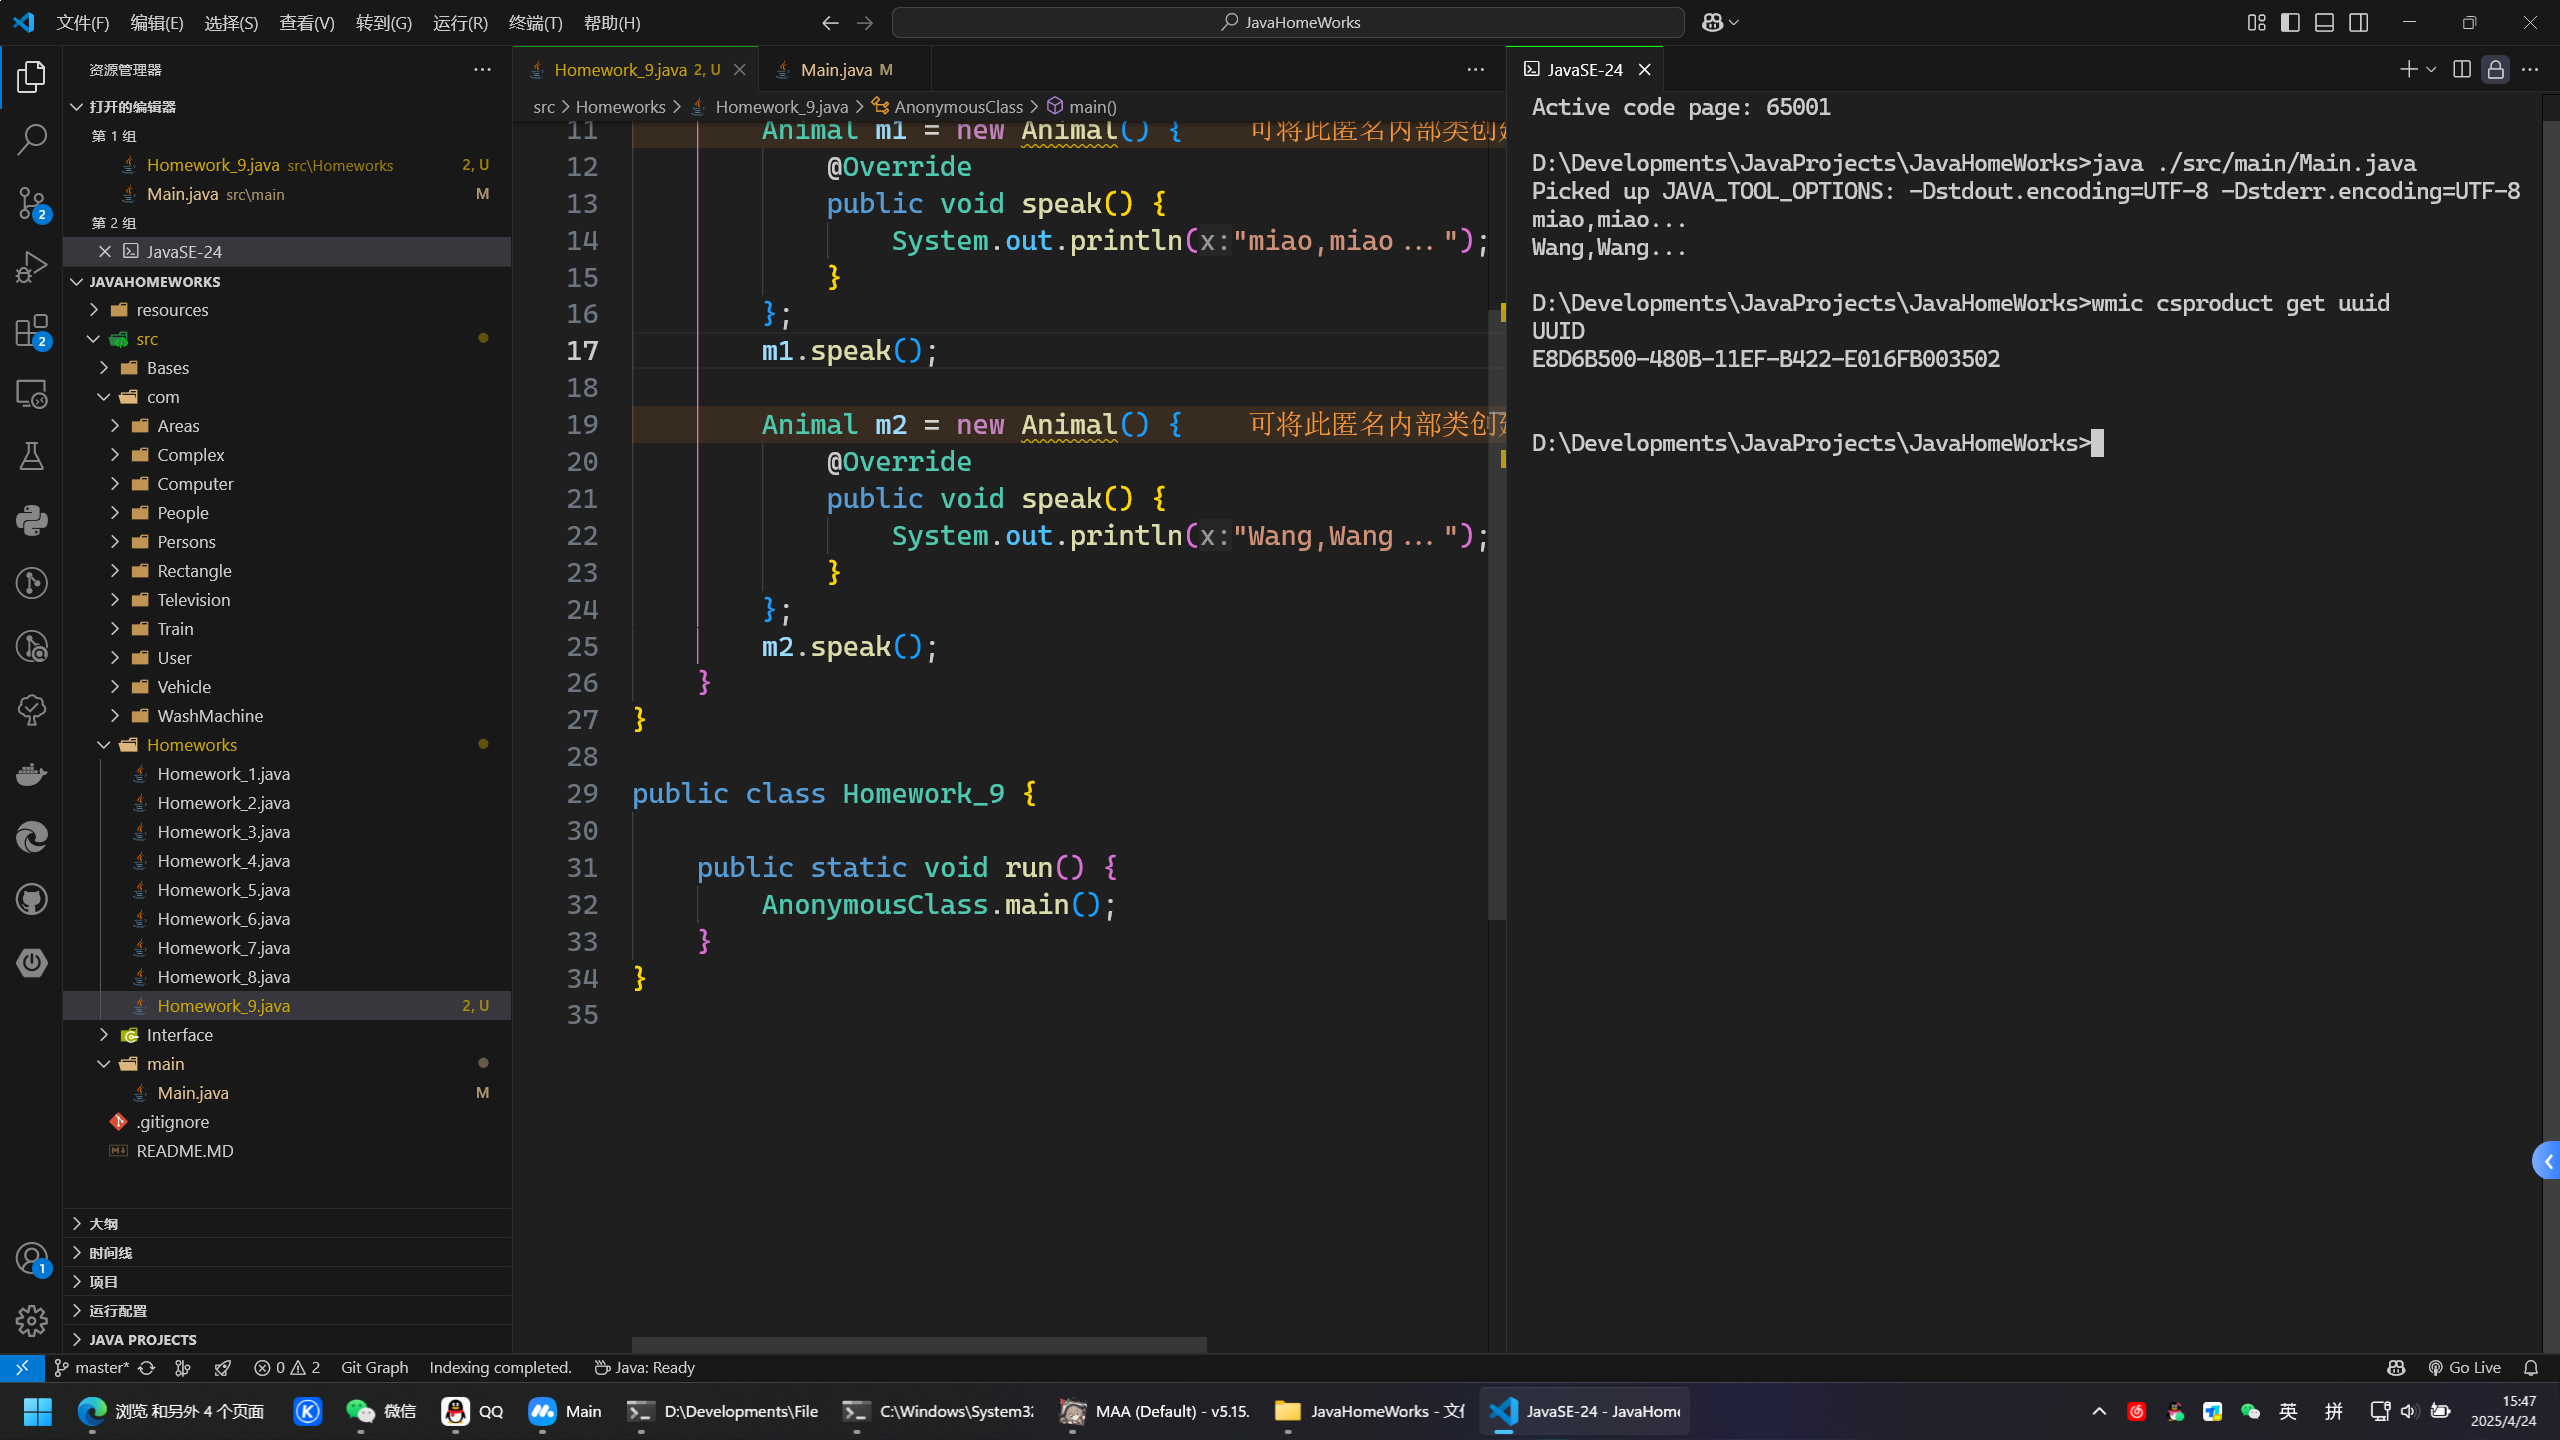 文件(F) 编辑(E) 选择(S) 查看(V) 转到(G) 运行(R) 终端(T) 帮助(H)
JavaHomeWorks
资源管理器
打开的编辑器
第 1 组
Homework_9.java src\Homeworks 2, U
Main.java src\main M
第 2 组
JavaSE-24
JAVAHOMEWORKS
resources
src
Bases
com
Areas
Complex
Computer
People
Persons
Rectangle
Television
Train
User
Vehicle
WashMachine
Homeworks
Homework_1.java
Homework_2.java
Homework_3.java
Homework_4.java
Homework_5.java
Homework_6.java
Homework_7.java
Homework_8.java
Homework_9.java 2, U
Interface
main
Main.java M
.gitignore
README.MD
大纲
时间线
项目
运行配置
JAVA PROJECTS
2
2
1
Homework_9.java 2, U
Main.java M
src > Homeworks > Homework_9.java > AnonymousClass > main()
11 Animal m1 = new Animal() { 可将此匿名内部类创
12 @Override
13 public void speak() {
14 System.out.println(x:"miao,miao...");
15 }
16 };
17 m1.speak();
18
19 Animal m2 = new Animal() { 可将此匿名内部类创
20 @Override
21 public void speak() {
22 System.out.println(x:"Wang,Wang...");
23 }
24 };
25 m2.speak();
26 }
27 }
28
29 public class Homework_9 {
30
31 public static void run() {
32 AnonymousClass.main();
33 }
34 }
35
JavaSE-24
Active code page: 65001
D:\Developments\JavaProjects\JavaHomeWorks>java ./src/main/Main.java
Picked up JAVA_TOOL_OPTIONS: -Dstdout.encoding=UTF-8 -Dstderr.encoding=UTF-8
miao,miao...
Wang,Wang...
D:\Developments\JavaProjects\JavaHomeWorks>wmic csproduct get uuid
UUID
E8D6B500-480B-11EF-B422-E016FB003502
D:\Developments\JavaProjects\JavaHomeWorks>
master* 0 2 Git Graph Indexing completed. Java: Ready
Go Live
浏览 和另外 4 个页面 微信 QQ Main D:\Developments\File C:\Windows\System32 MAA (Default) - v5.15. JavaHomeWorks - 文 JavaSE-24 - JavaHome
英 拼
15:47
2025/4/24